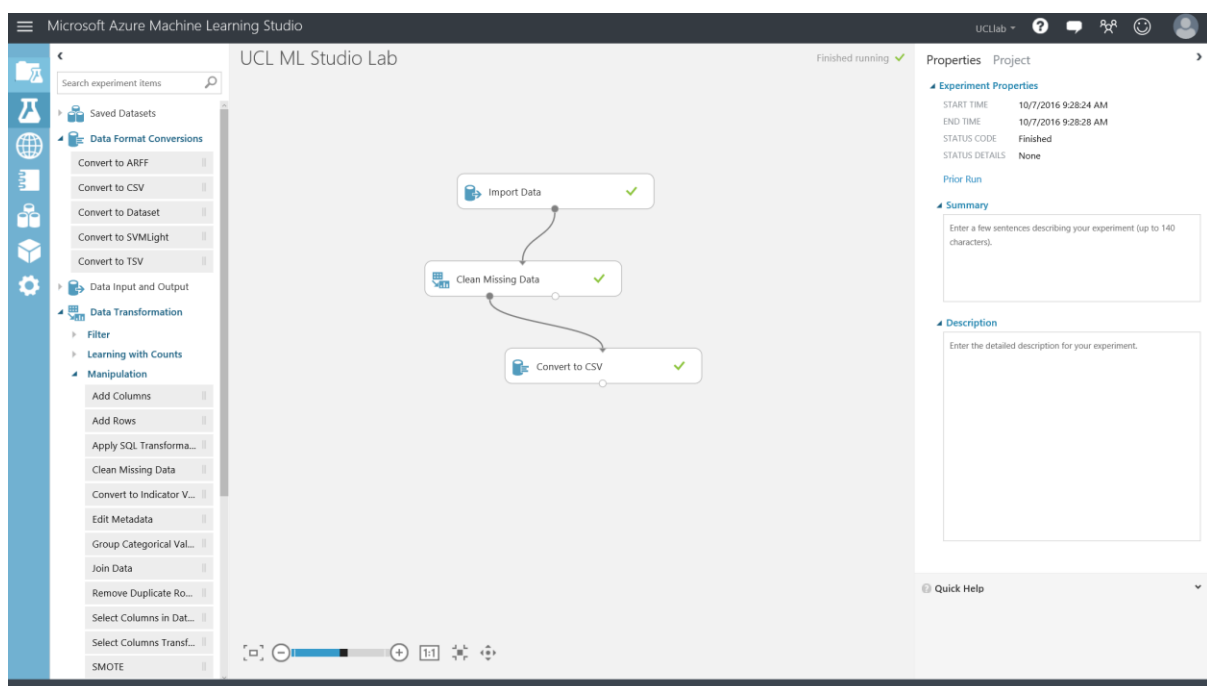 Microsoft Azure Machine Learning Studio
UCLlab
?
Search experiment items
Saved Datasets
Data Format Conversions
Convert to ARFF
Convert to CSV
Convert to Dataset
Convert to SVMLight
Convert to TSV
Data Input and Output
Data Transformation
Filter
Learning with Counts
Manipulation
Add Columns
Add Rows
Apply SQL Transforma...
Clean Missing Data
Convert to Indicator V...
Edit Metadata
Group Categorical Val...
Join Data
Remove Duplicate Ro...
Select Columns in Dat...
Select Columns Transf...
SMOTE
UCL ML Studio Lab
Finished running
Import Data
Clean Missing Data
Convert to CSV
1:1
Properties Project
Experiment Properties
START TIME 10/7/2016 9:28:24 AM
END TIME 10/7/2016 9:28:28 AM
STATUS CODE Finished
STATUS DETAILS None
Prior Run
Summary
Enter a few sentences describing your experiment (up to 140
characters).
Description
Enter the detailed description for your experiment.
Quick Help